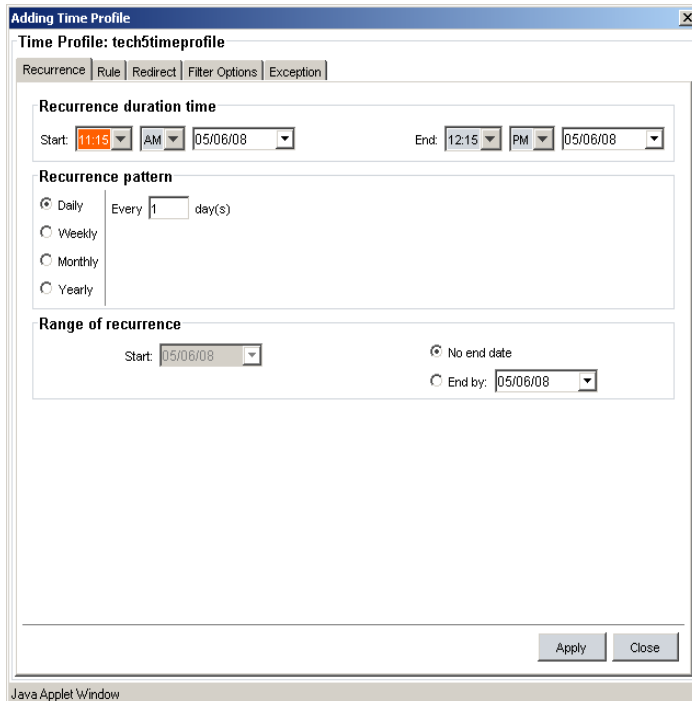 Adding Time Profile
Time Profile: tech5timeprofile
Recurrence Rule Redirect Filter Options Exception
Recurrence duration time
Start: 11:15 AM 05/06/08 End: 12:15 PM 05/06/08
Recurrence pattern
Daily Every 1 day(s)
Weekly
Monthly
Yearly
Range of recurrence
Start: 05/06/08 No end date
End by: 05/06/08
Apply Close
Java Applet Window